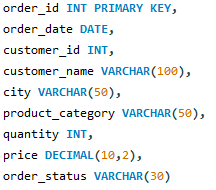 order_id INT PRIMARY KEY,
order_date DATE,
customer_id INT,
customer_name VARCHAR(100),
city VARCHAR(50),
product_category VARCHAR(50),
quantity INT,
price DECIMAL(10,2),
order_status VARCHAR(30)